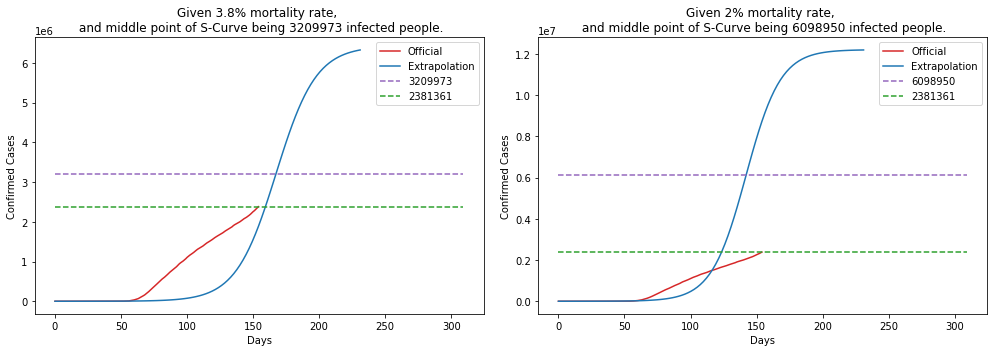 Given 3.8% mortality rate,
and middle point of S-Curve being 3209973 infected people.
1e6
Official
Extrapolation
3209973
2381361
6
5
4
3
2
1
0
Confirmed Cases
0
50
100
150
200
250
300
Days
Given 2% mortality rate,
and middle point of S-Curve being 6098950 infected people.
1e7
Official
Extrapolation
6098950
2381361
1.2
1.0
0.8
0.6
0.4
0.2
0.0
Confirmed Cases
0
50
100
150
200
250
300
Days